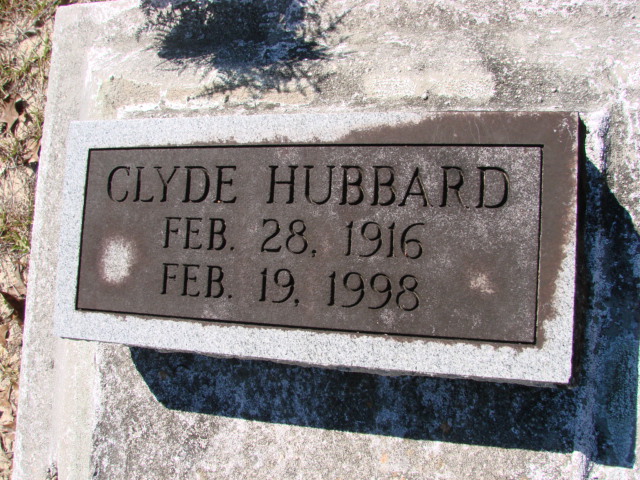 CLYDE HUBBARD
FEB. 28, 1916
FEB. 19, 1998